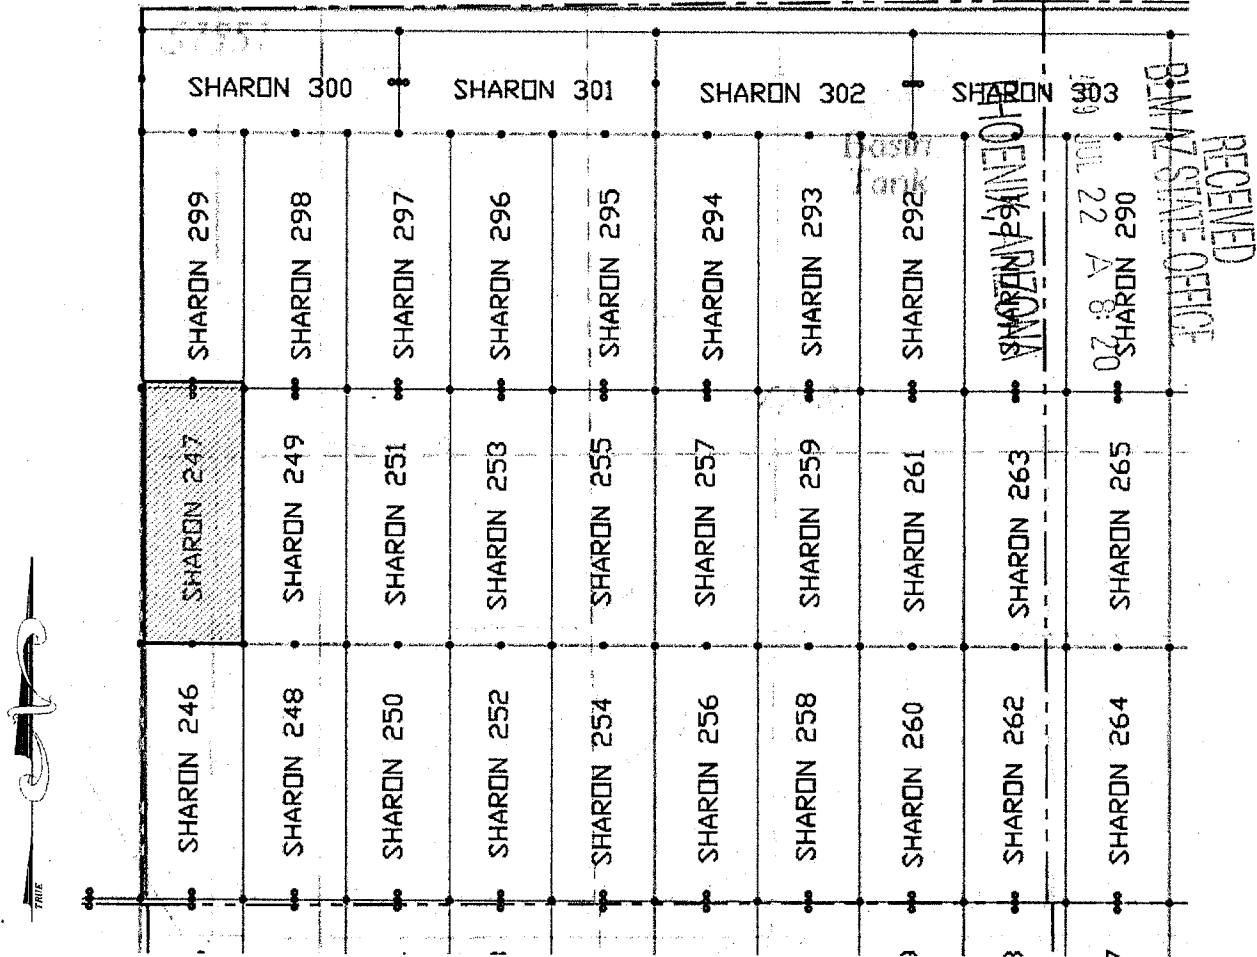 SHARON 300
SHARON 301
SHARON 302
SHARON 303
RECEIVED
BLM AZ STATE OFFICE
JUL 22 A 8:20
PHOENIX, ARIZONA
Basin
Tank
SHARON 299
SHARON 298
SHARON 297
SHARON 296
SHARON 295
SHARON 294
SHARON 293
SHARON 292
SHARON 291
SHARON 290
SHARON 247
SHARON 249
SHARON 251
SHARON 253
SHARON 255
SHARON 257
SHARON 259
SHARON 261
SHARON 263
SHARON 265
SHARON 246
SHARON 248
SHARON 250
SHARON 252
SHARON 254
SHARON 256
SHARON 258
SHARON 260
SHARON 262
SHARON 264
TRUE